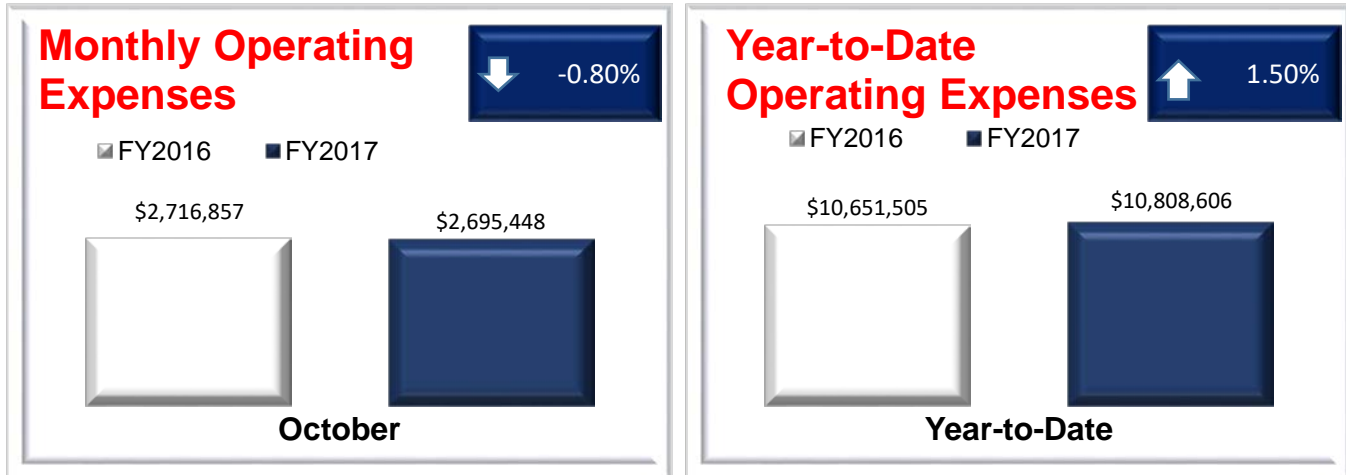 Monthly Operating
Expenses
-0.80%
FY2016 FY2017
$2,716,857
$2,695,448
October
Year-to-Date
Operating Expenses
1.50%
FY2016 FY2017
$10,651,505
$10,808,606
Year-to-Date